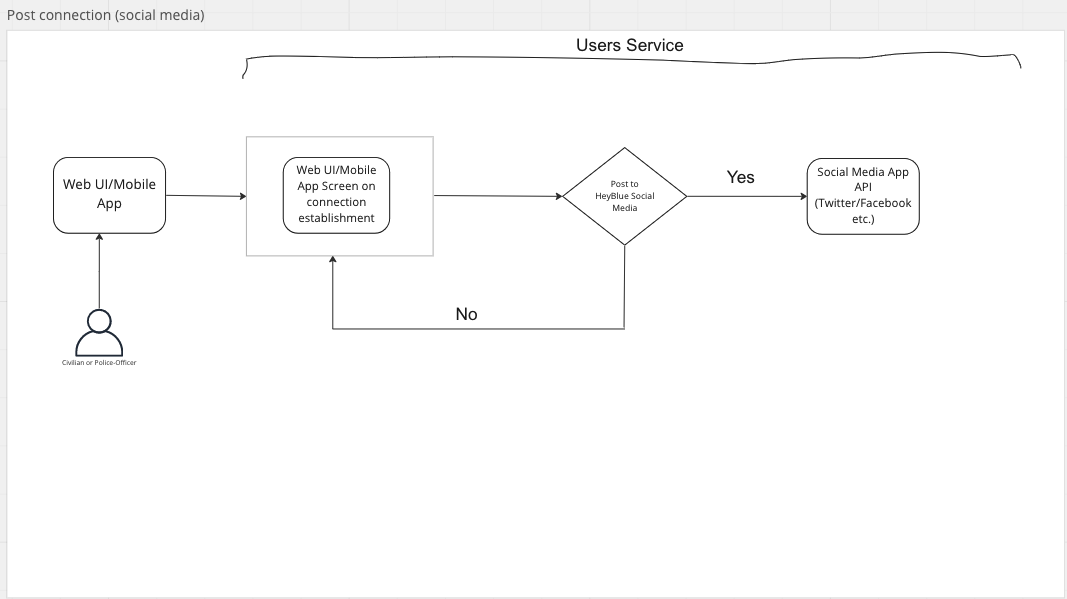 Post connection (social media)
Users Service
Web UI/Mobile
App
Web UI/Mobile
App Screen on
connection
establishment
Post to
HeyBlue Social
Media
Yes
Social Media App
API
(Twitter/Facebook
etc.)
No
Civilian or Police-Officer